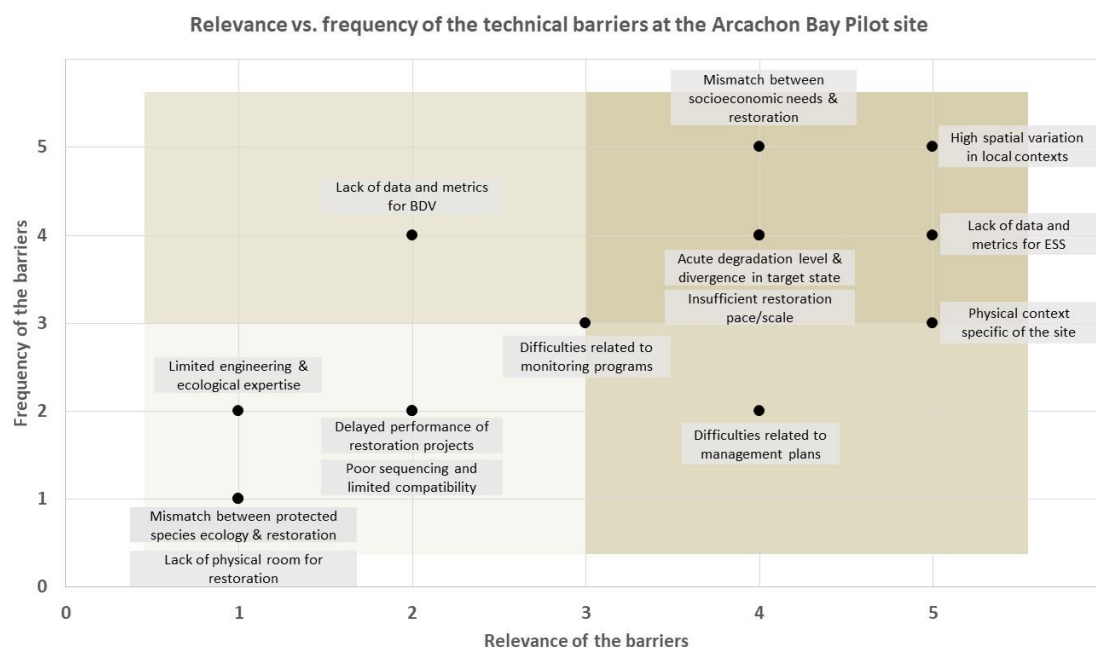 Relevance vs. frequency of the technical barriers at the Arcachon Bay Pilot site
Mismatch between
socioeconomic needs &
restoration
High spatial variation
in local contexts
Lack of data and metrics
for BDV
Lack of data and
metrics for ESS
Acute degradation level &
divergence in target state
Insufficient restoration
pace/scale
Physical context
specific of the site
Difficulties related to
monitoring programs
Limited engineering &
ecological expertise
Delayed performance of
restoration projects
Poor sequencing and
limited compatibility
Difficulties related to
management plans
Mismatch between protected
species ecology & restoration
Lack of physical room for
restoration
Frequency of the barriers
5
4
3
2
1
0
0 1 2 3 4 5
Relevance of the barriers